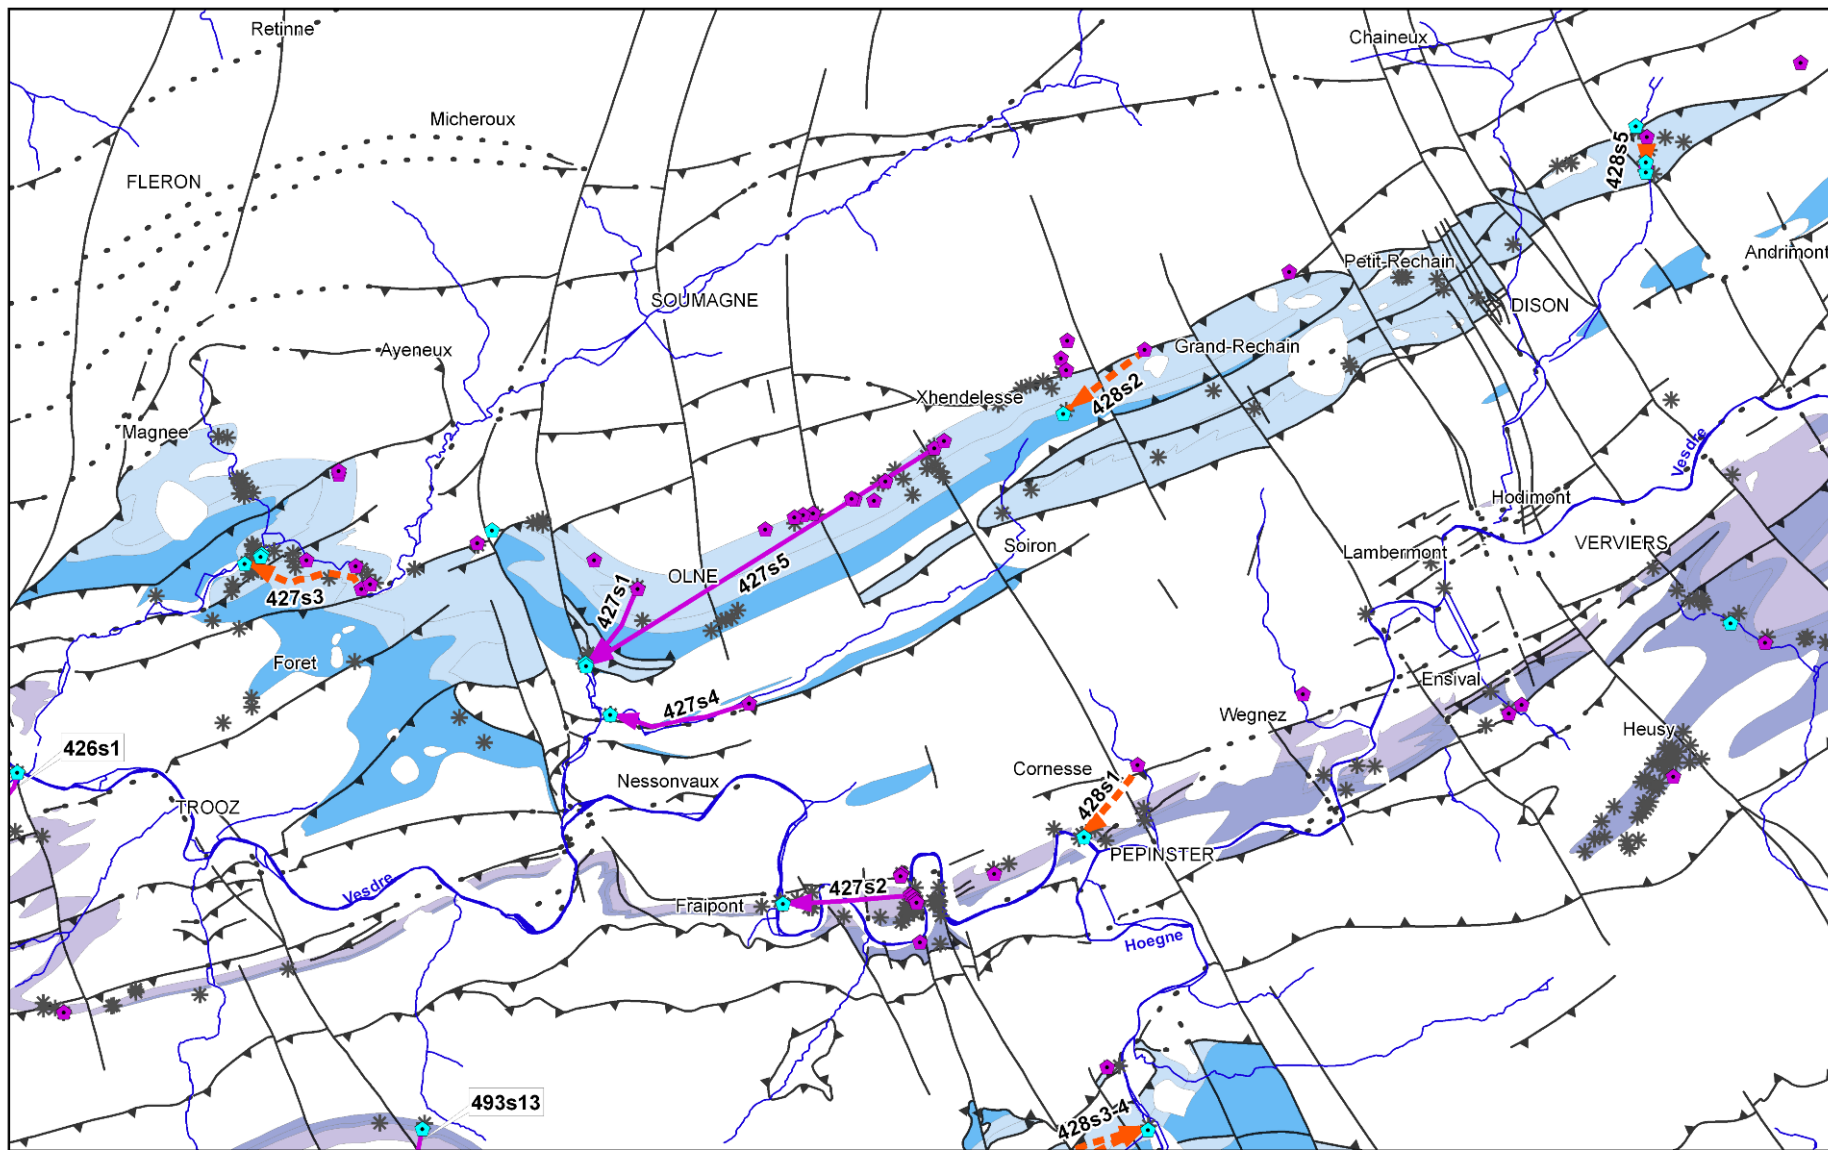 Retinne
Chaineux
Micheroux
428s5
FLERON
Andrimont
Petit-Rechain
SOUMAGNE
DISON
Ayeneux
Grand-Rechain
428s2
Xhendelesse
Magnee
Vesdre
Hodimont
Soiron
Lambermont
VERVIERS
OLNE
427s5
427s1
427s3
Foret
Ensival
427s4
Wegnez
Heusy
426s1
Cornesse
Nessonvaux
428s1
TROOZ
PEPINSTER
Vesdre
427s2
Fraipont
Hoegne
493s13
428s3-4